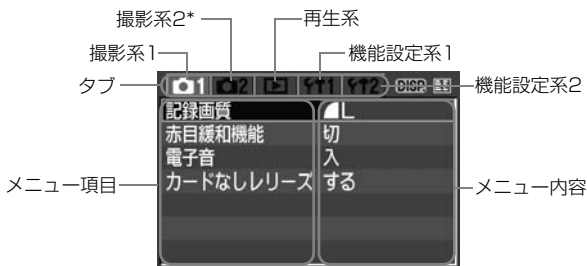 撮影系2*
再生系
撮影系1
機能設定系1
タブ
1 2 1 2 DISP.
機能設定系2
記録画質 L
赤目緩和機能 切
電子音 入
カードなしレリーズ する
メニュー項目
メニュー内容